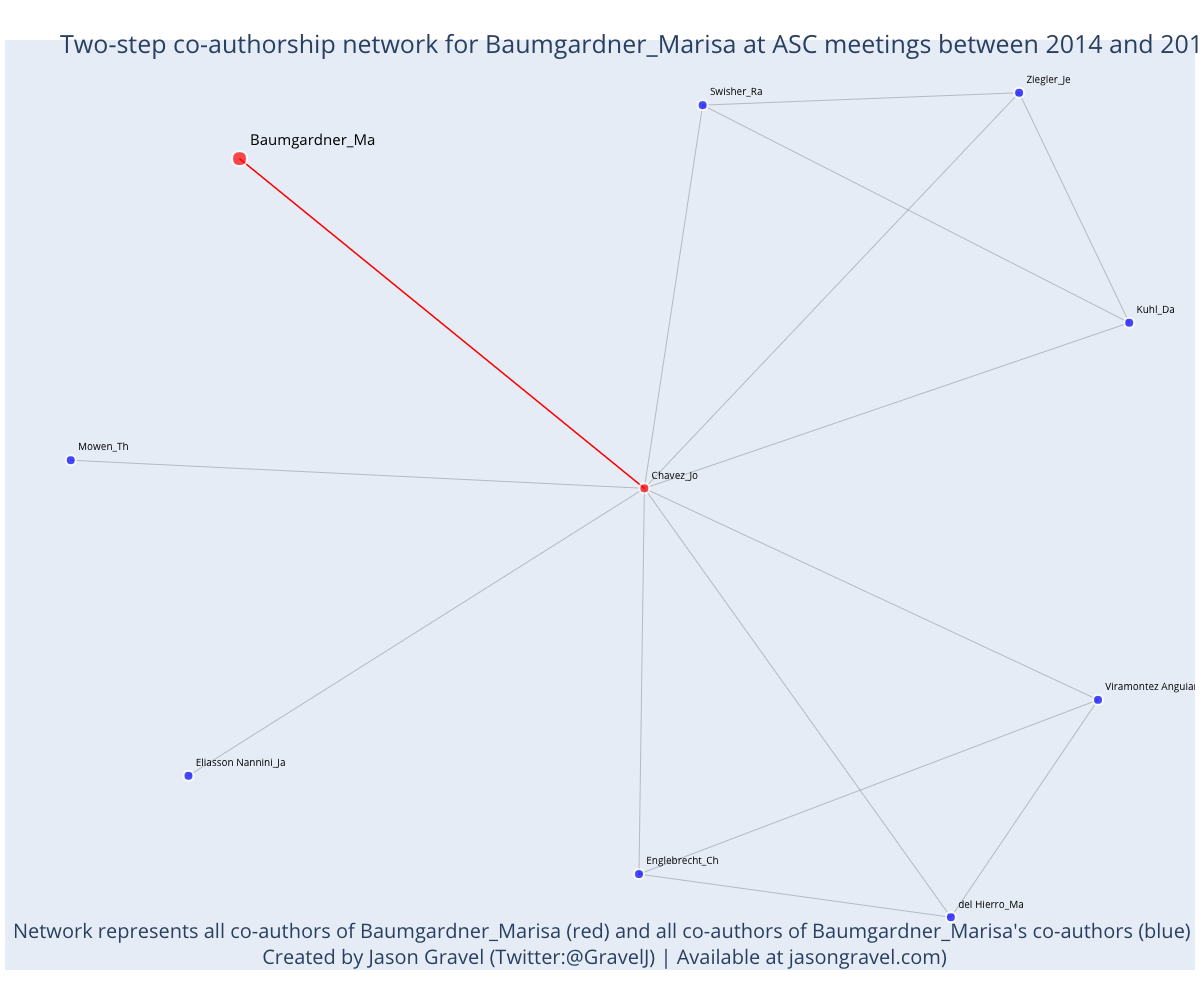 Two-step co-authorship network for Baumgardner_Marisa at ASC meetings between 2014 and 201
Ziegler_Je
Swisher_Ra
Baumgardner_Ma
Kuhl_Da
Mowen_Th
Chavez_Jo
Viramontez Anguian
Eliasson Nannini_Ja
Englebrecht_Ch
del Hierro_Ma
Network represents all co-authors of Baumgardner_Marisa (red) and all co-authors of Baumgardner_Marisa's co-authors (blue)
Created by Jason Gravel (Twitter:@GravelJ) | Available at jasongravel.com)